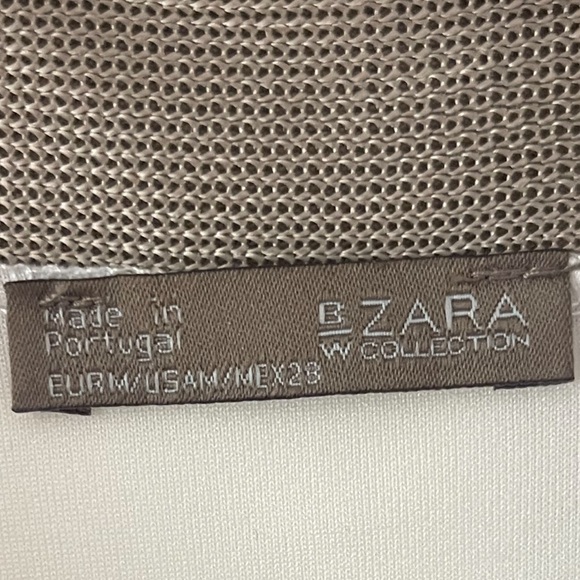 Made in
Portugal
EUR M/USA M/MEX 28
B ZARA
W COLLECTION